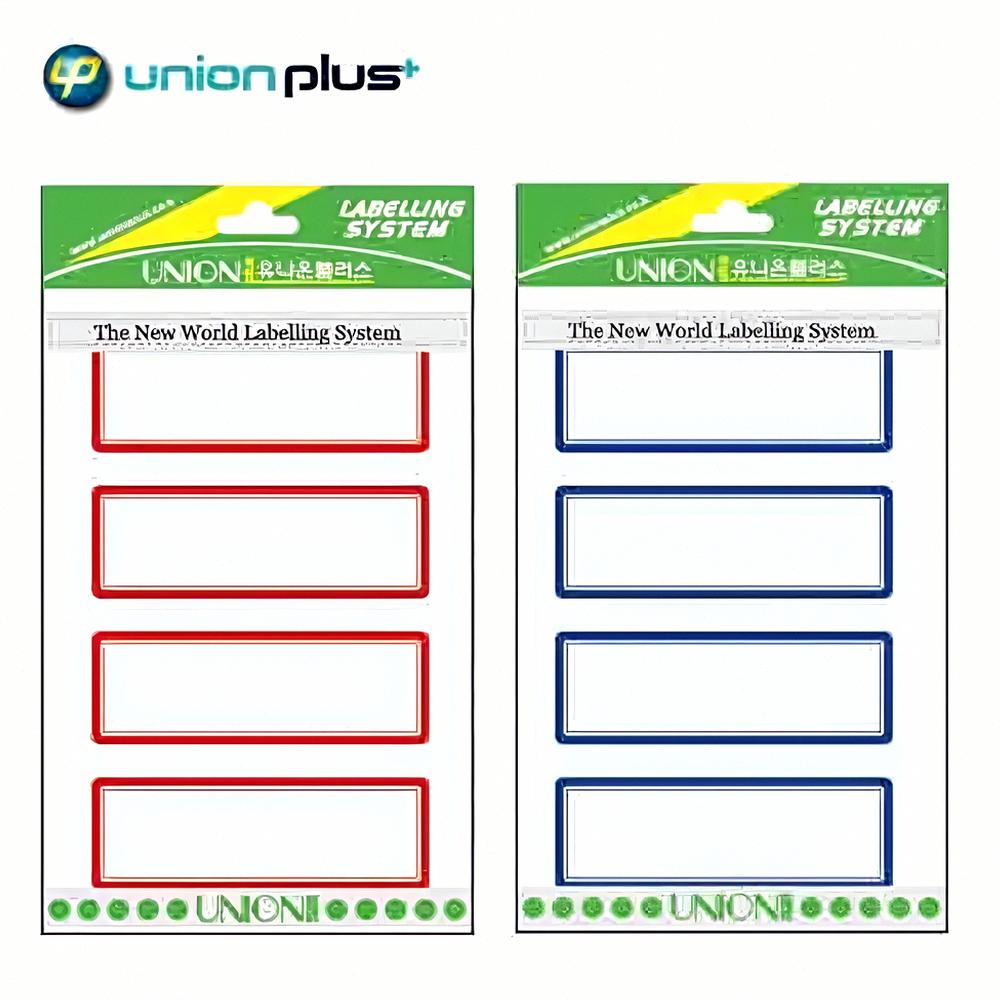 union plus+
LABELLING
SYSTEM
UNION 유니온플러스
The New World Labelling System
UNION
LABELLING
SYSTEM
UNION 유니온플러스
The New World Labelling System
UNION